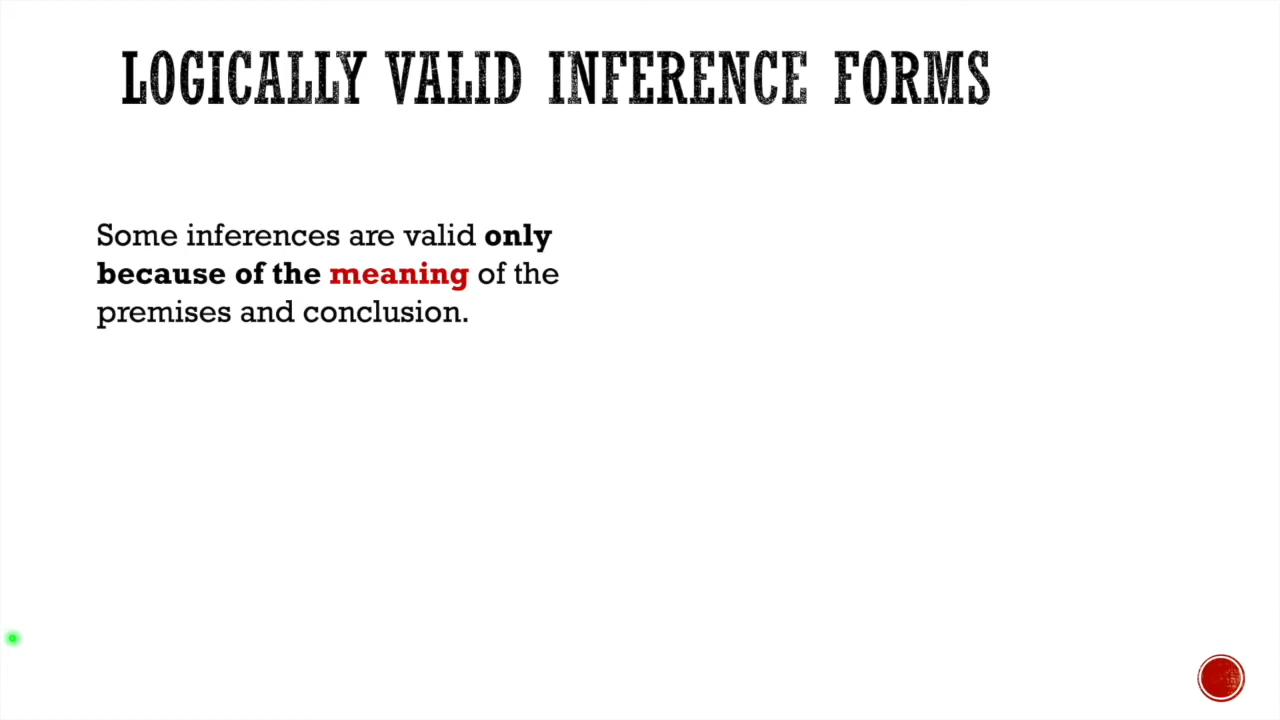 LOGICALLY VALID INFERENCE FORMS
Some inferences are valid only
because of the meaning of the
premises and conclusion.